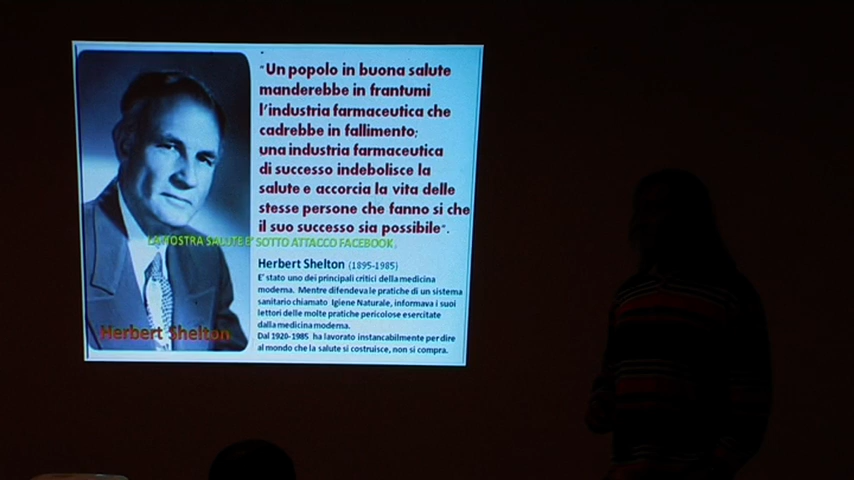 "Un popolo in buona salute
manderebbe in frantumi
l'industria farmaceutica che
cadrebbe in fallimento;
una industria farmaceutica
di successo indebolisce la
salute e accorcia la vita delle
stesse persone che fanno si che
il suo successo sia possibile".
LA NOSTRA SALUTE E' SOTTO ATTACCO FACEBOOK
Herbert Shelton (1895-1985)
E' stato uno dei principali critici della medicina
moderna. Mentre difendeva le pratiche di un sistema
sanitario chiamato Igiene Naturale, informava i suoi
lettori delle molte pratiche pericolose esercitate
dalla medicina moderna.
Dal 1920-1985 ha lavorato instancabilmente per dire
al mondo che la salute si costruisce, non si compra.
Herbert Shelton